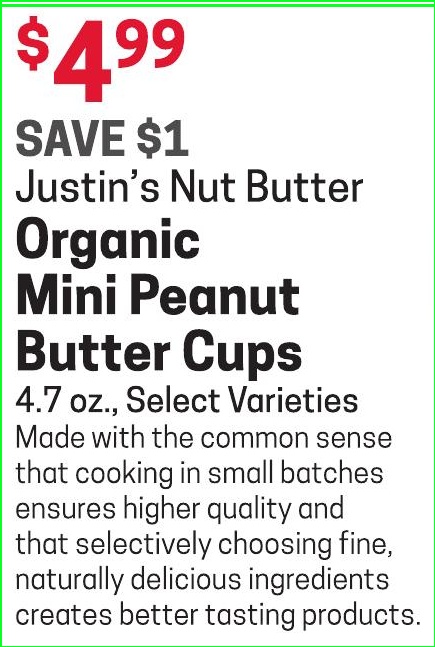 $4.99
SAVE $1
Justin's Nut Butter
Organic
Mini Peanut
Butter Cups
4.7 oz., Select Varieties
Made with the common sense
that cooking in small batches
ensures higher quality and
that selectively choosing fine,
naturally delicious ingredients
creates better tasting products.